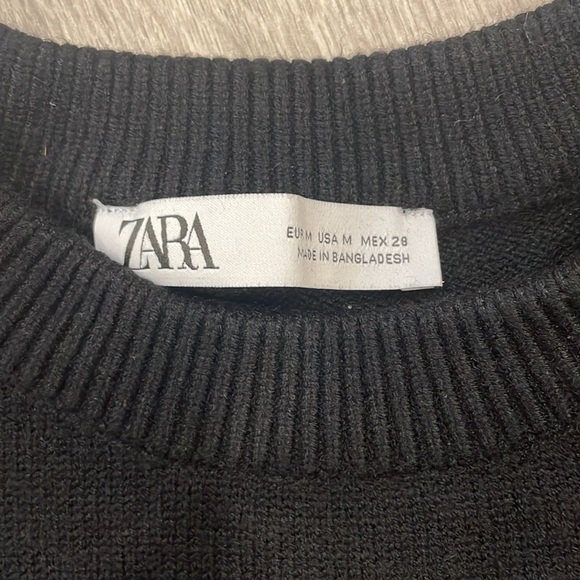 ZARA
EUR M USA M MEX 28
MADE IN BANGLADESH